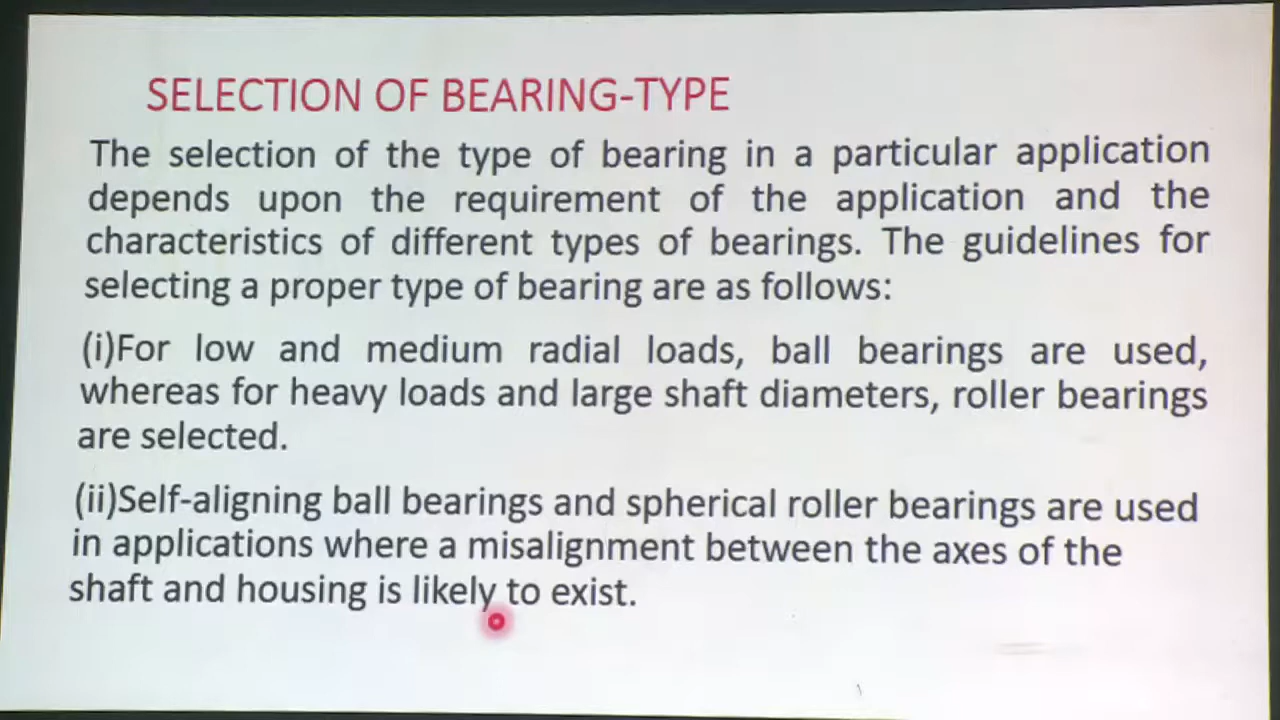 SELECTION OF BEARING-TYPE
The selection of the type of bearing in a particular application
depends upon the requirement of the application and the
characteristics of different types of bearings. The guidelines for
selecting a proper type of bearing are as follows:
(i)For low and medium radial loads, ball bearings are used,
whereas for heavy loads and large shaft diameters, roller bearings
are selected.
(ii)Self-aligning ball bearings and spherical roller bearings are used
in applications where a misalignment between the axes of the
shaft and housing is likely to exist.